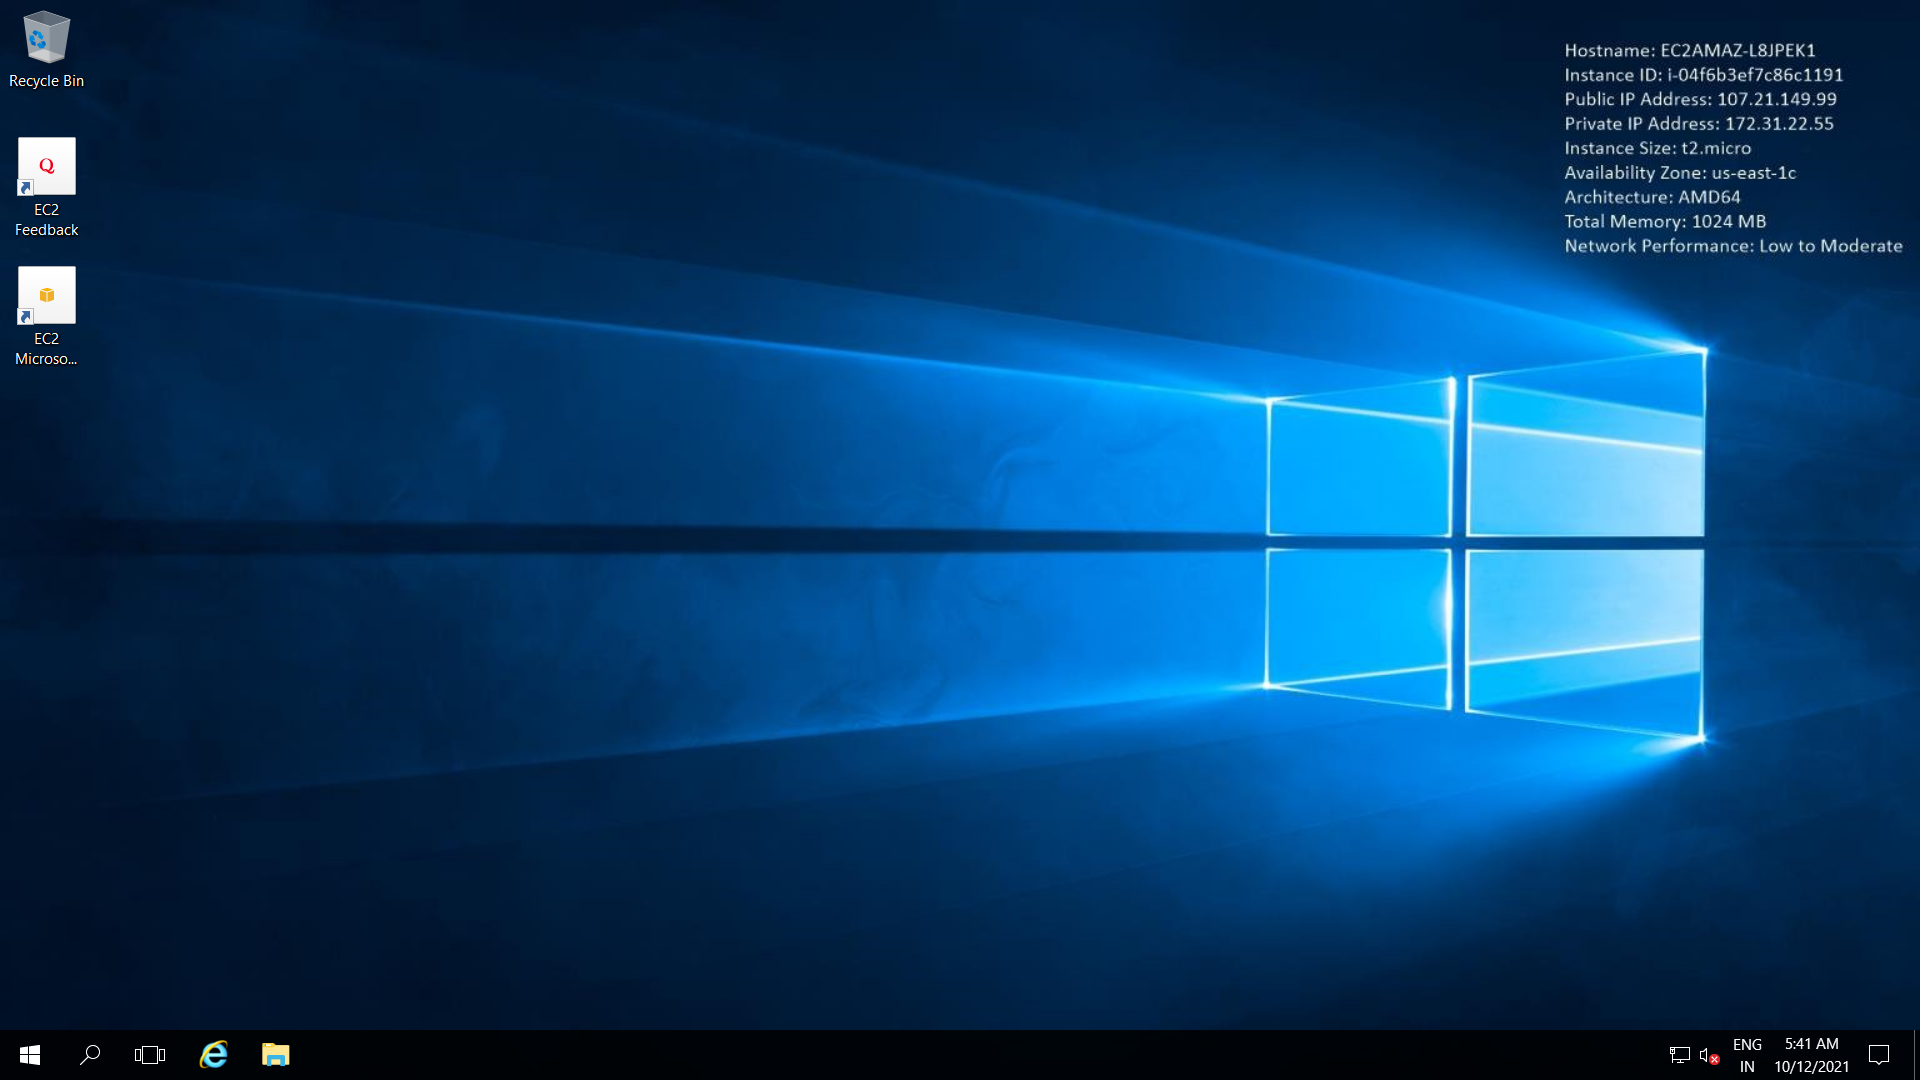 Recycle Bin
Q
EC2
Feedback
EC2
Microso...
Hostname: EC2AMAZ-L8JPEK1
Instance ID: i-04f6b3ef7c86c1191
Public IP Address: 107.21.149.99
Private IP Address: 172.31.22.55
Instance Size: t2.micro
Availability Zone: us-east-1c
Architecture: AMD64
Total Memory: 1024 MB
Network Performance: Low to Moderate
ENG
IN
5:41 AM
10/12/2021